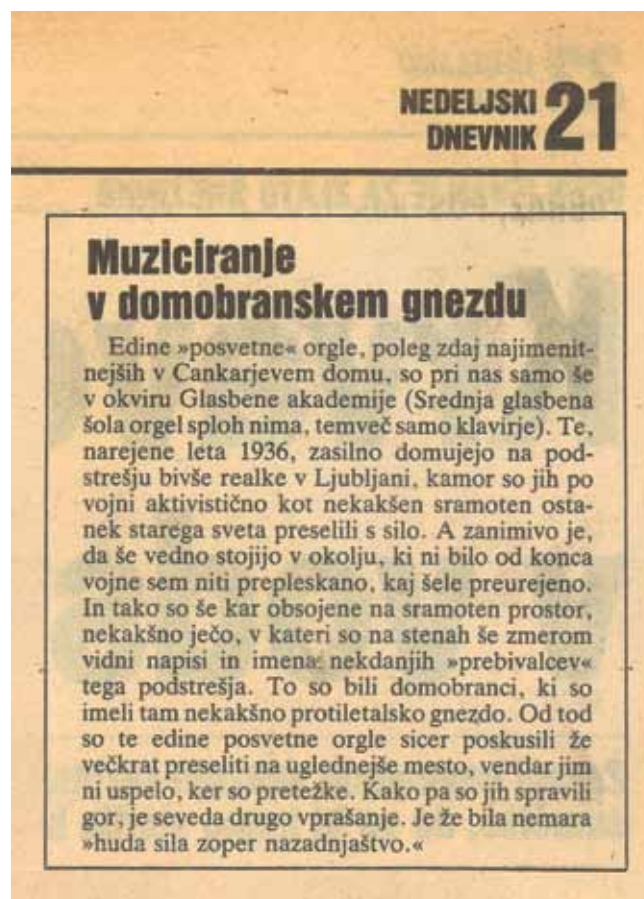 NEDELJSKI
DNEVNIK 21
Muziciranje
v domobranskem gnezdu
Edine »posvetne« orgle, poleg zdaj najimenit-
nejših v Cankarjevem domu, so pri nas samo še
v okviru Glasbene akademije (Srednja glasbena
šola orgel sploh nima, temveč samo klavirje). Te,
narejene leta 1936, zasilno domujejo na pod-
strešju bivše realke v Ljubljani, kamor so jih po
vojni aktivistično kot nekakšen sramoten osta-
nek starega sveta preselili s silo. A zanimivo je,
da še vedno stojijo v okolju, ki ni bilo od konca
vojne sem niti prepleskano, kaj šele preurejeno.
In tako so še kar obsojene na sramoten prostor,
nekakšno ječo, v kateri so na stenah še zmerom
vidni napisi in imena nekdanjih »prebivalcev«
tega podstrešja. To so bili domobranci, ki so
imeli tam nekakšno protiletalsko gnezdo. Od tod
so te edine posvetne orgle sicer poskusili že
večkrat preseliti na uglednejše mesto, vendar jim
ni uspelo, ker so pretežke. Kako pa so jih spravili
gor, je seveda drugo vprašanje. Je že bila nemara
»huda sila zoper nazadnjaštvo.«